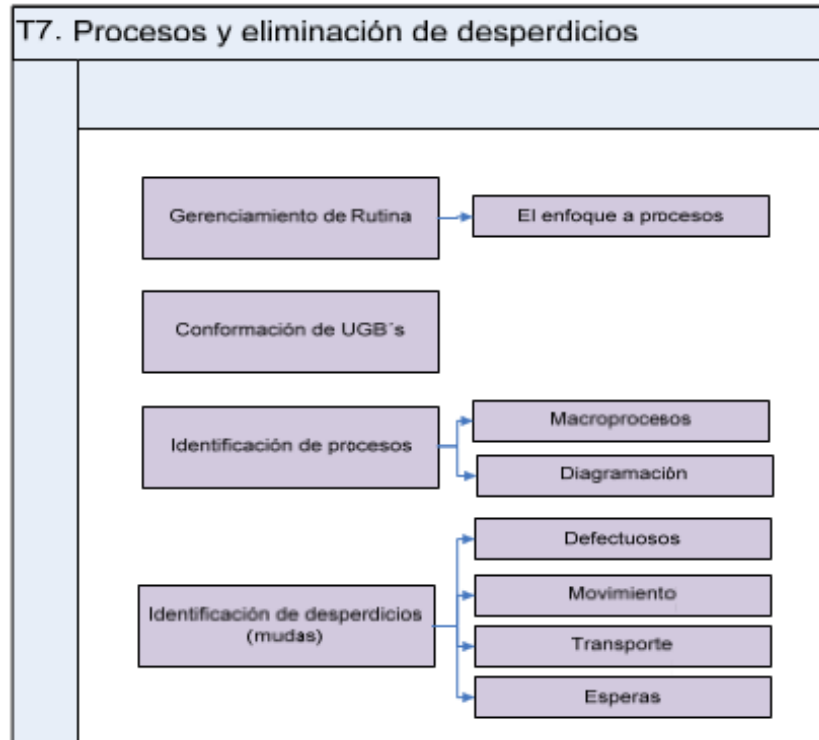 T7. Procesos y eliminación de desperdicios
Gerenciamiento de Rutina
El enfoque a procesos
Conformación de UGB´s
Identificación de procesos
Macroprocesos
Diagramación
Identificación de desperdicios
(mudas)
Defectuosos
Movimiento
Transporte
Esperas